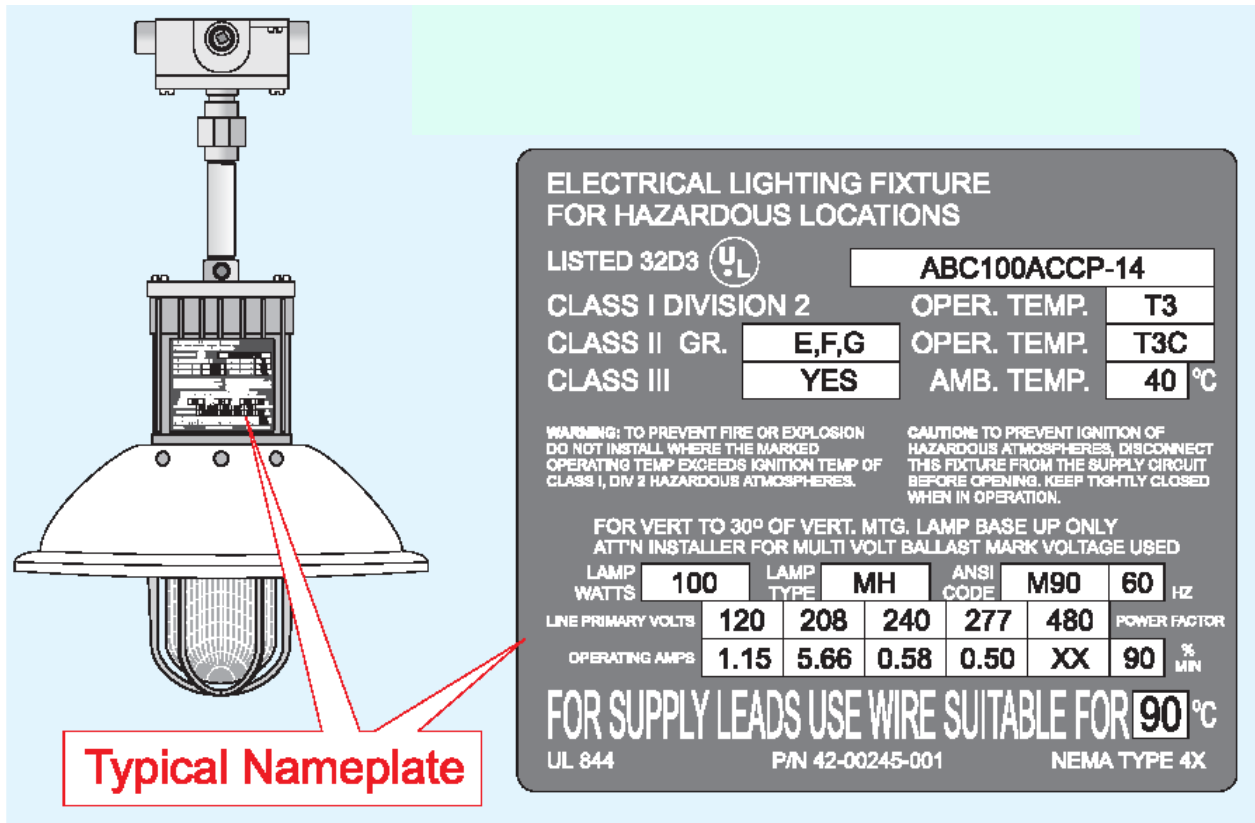 ELECTRICAL LIGHTING FIXTURE
FOR HAZARDOUS LOCATIONS
LISTED 32D3 UL ABC100ACCP-14
CLASS I DIVISION 2 OPER. TEMP. T3
CLASS II GR. E,F,G OPER. TEMP. T3C
CLASS III YES AMB. TEMP. 40 ºC
WARNING: TO PREVENT FIRE OR EXPLOSION
DO NOT INSTALL WHERE THE MARKED
OPERATING TEMP EXCEEDS IGNITION TEMP OF
CLASS I, DIV 2 HAZARDOUS ATMOSPHERES.
CAUTION: TO PREVENT IGNITION OF
HAZARDOUS ATMOSPHERES, DISCONNECT
THIS FIXTURE FROM THE SUPPLY CIRCUIT
BEFORE OPENING. KEEP TIGHTLY CLOSED
WHEN IN OPERATION.
FOR VERT TO 30º OF VERT. MTG. LAMP BASE UP ONLY
ATT'N INSTALLER FOR MULTI VOLT BALLAST MARK VOLTAGE USED
LAMP WATTS 100 LAMP TYPE MH ANSI CODE M90 60 HZ
LINE PRIMARY VOLTS 120 208 240 277 480 POWER FACTOR
OPERATING AMPS 1.15 5.66 0.58 0.50 XX 90 % MIN
FOR SUPPLY LEADS USE WIRE SUITABLE FOR 90 ºC
UL 844 P/N 42-00245-001 NEMA TYPE 4X
Typical Nameplate